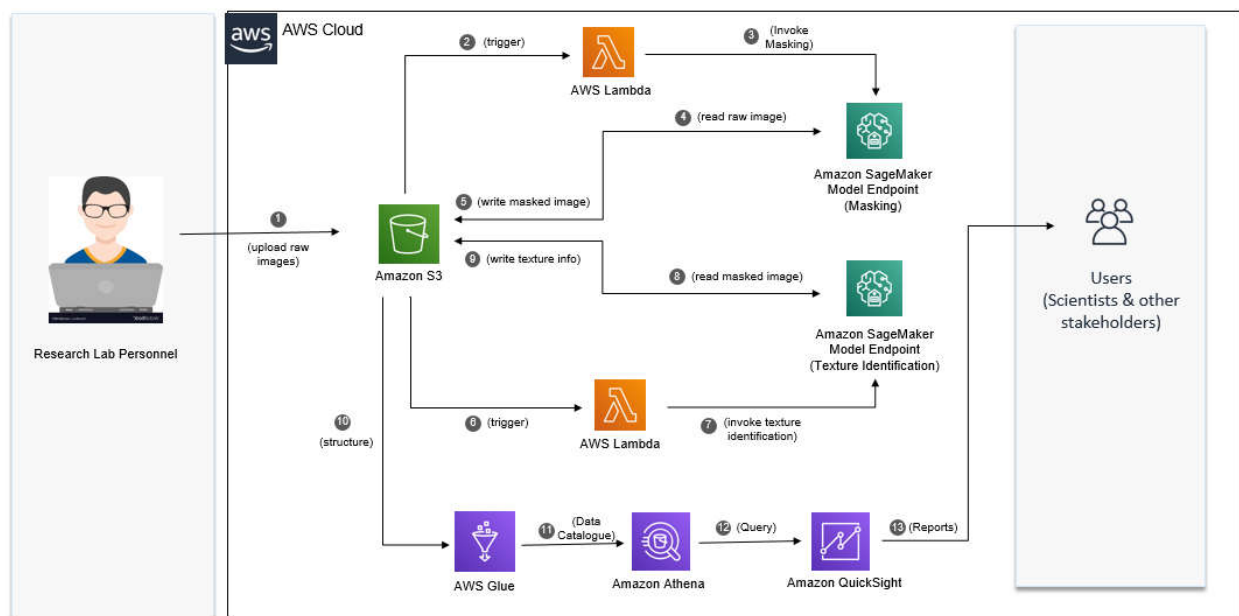 aws
AWS Cloud
2 (trigger)
3 (Invoke
Masking)
AWS Lambda
4 (read raw image)
Amazon SageMaker
Model Endpoint
(Masking)
5 (write masked image)
1
(upload raw
images)
Amazon S3
9 (write texture info)
8 (read masked image)
Amazon SageMaker
Model Endpoint
(Texture Identification)
Research Lab Personnel
Users
(Scientists & other
stakeholders)
10
(structure)
6 (trigger)
AWS Lambda
7 (invoke texture
identification)
11 (Data
Catalogue)
12 (Query)
13 (Reports)
AWS Glue
Amazon Athena
Amazon QuickSight